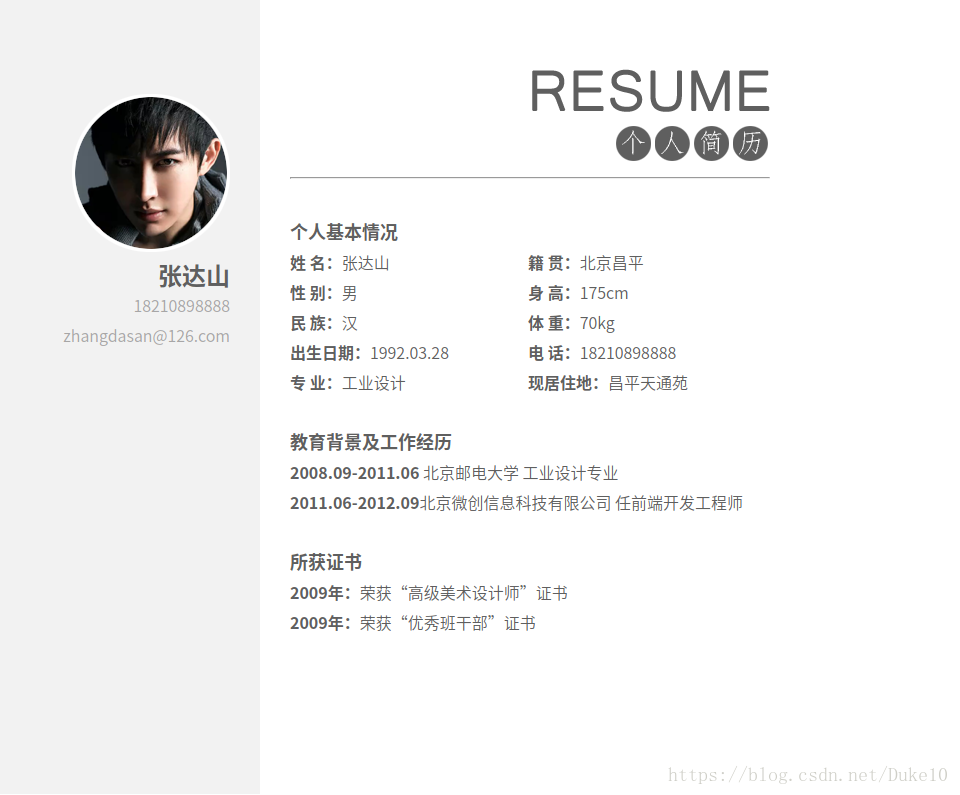 张达山
18210898888
zhangdasan@126.com
RESUME
个人简历
个人基本情况
姓 名：张达山
籍 贯：北京昌平
性 别：男
身 高：175cm
民 族：汉
体 重：70kg
出生日期：1992.03.28
电 话：18210898888
专 业：工业设计
现居住地：昌平天通苑
教育背景及工作经历
2008.09-2011.06 北京邮电大学 工业设计专业
2011.06-2012.09北京微创信息科技有限公司 任前端开发工程师
所获证书
2009年：荣获“高级美术设计师”证书
2009年：荣获“优秀班干部”证书
https://blog.csdn.net/Duke10